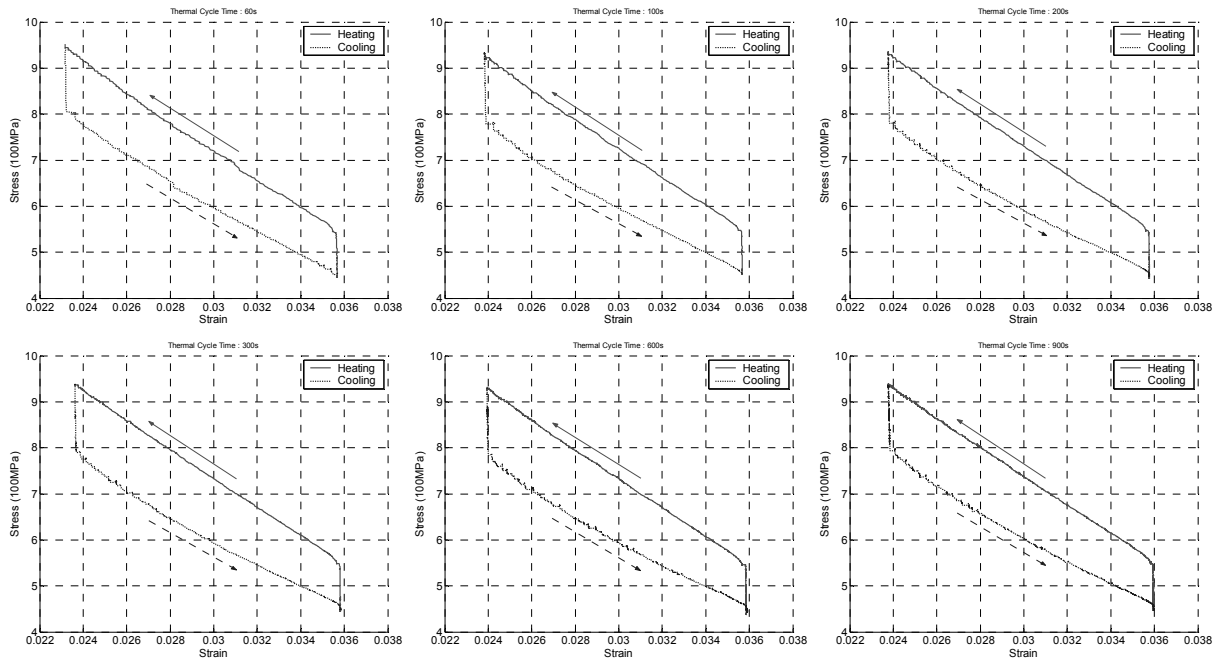 Thermal Cycle Time : 60s
Heating
Cooling
Stress (100MPa)
10
9
8
7
6
5
4
0.022 0.024 0.026 0.028 0.03 0.032 0.034 0.036 0.038
Strain
Thermal Cycle Time : 100s
Heating
Cooling
Stress (100MPa)
10
9
8
7
6
5
4
0.022 0.024 0.026 0.028 0.03 0.032 0.034 0.036 0.038
Strain
Thermal Cycle Time : 200s
Heating
Cooling
Stress (100MPa)
10
9
8
7
6
5
4
0.022 0.024 0.026 0.028 0.03 0.032 0.034 0.036 0.038
Strain
Thermal Cycle Time : 300s
Heating
Cooling
Stress (100MPa)
10
9
8
7
6
5
4
0.022 0.024 0.026 0.028 0.03 0.032 0.034 0.036 0.038
Strain
Thermal Cycle Time : 600s
Heating
Cooling
Stress (100MPa)
10
9
8
7
6
5
4
0.022 0.024 0.026 0.028 0.03 0.032 0.034 0.036 0.038
Strain
Thermal Cycle Time : 900s
Heating
Cooling
Stress (100MPa)
10
9
8
7
6
5
4
0.022 0.024 0.026 0.028 0.03 0.032 0.034 0.036 0.038
Strain